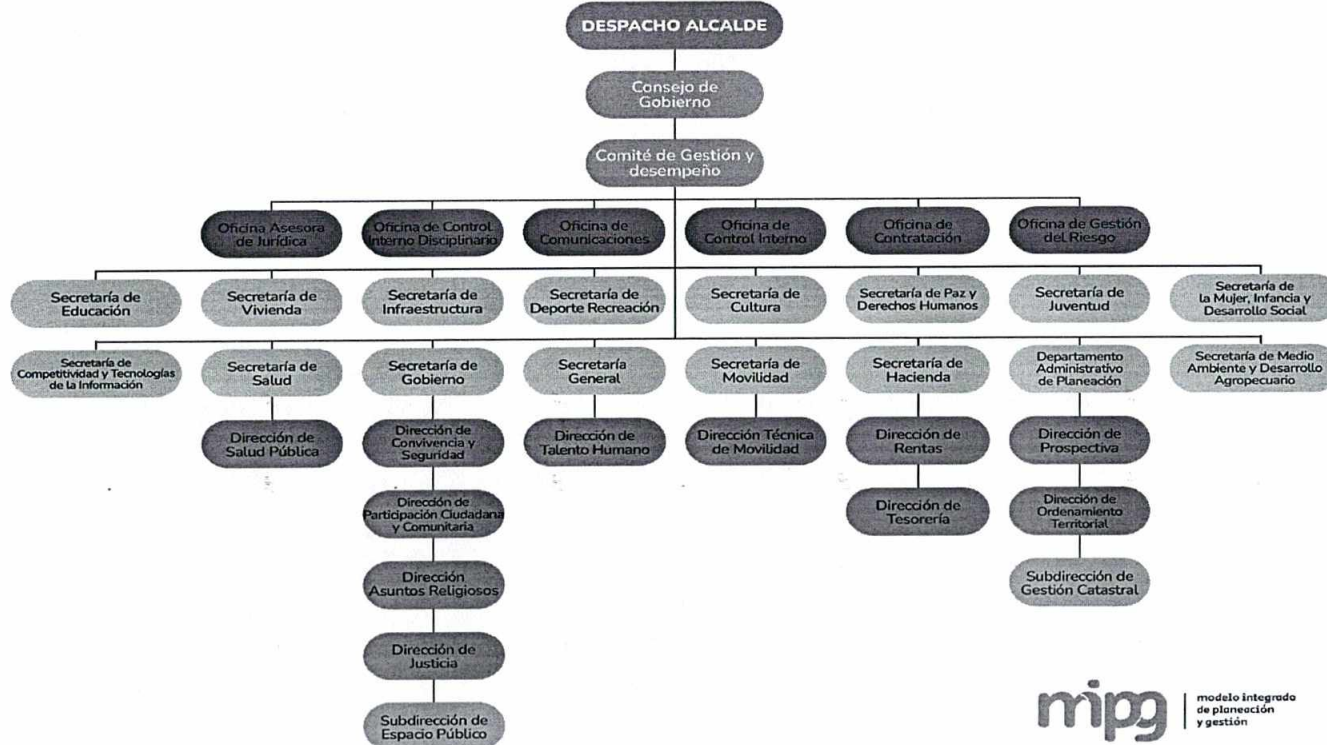 DESPACHO ALCALDE
Consejo de
Gobierno
Comité de Gestión y
desempeño
Oficina Asesora
de Jurídica
Oficina de Control
Interno Disciplinario
Oficina de
Comunicaciones
Oficina de
Control Interno
Oficina de
Contratación
Oficina de Gestión
del Riesgo
Secretaría de
Educación
Secretaría de
Vivienda
Secretaría de
Infraestructura
Secretaría de
Deporte Recreación
Secretaría de
Cultura
Secretaría de Paz y
Derechos Humanos
Secretaría de
Juventud
Secretaría de
la Mujer, Infancia y
Desarrollo Social
Secretaría de
Competitividad y Tecnologías
de la Información
Secretaría de
Salud
Secretaría de
Gobierno
Secretaría
General
Secretaría de
Movilidad
Secretaría de
Hacienda
Departamento
Administrativo
de Planeación
Secretaría de Medio
Ambiente y Desarrollo
Agropecuario
Dirección de
Salud Pública
Dirección de
Convivencia y
Seguridad
Dirección de
Talento Humano
Dirección Técnica
de Movilidad
Dirección de
Rentas
Dirección de
Prospectiva
Dirección de
Participación Ciudadana
y Comunitaria
Dirección de
Tesorería
Dirección de
Ordenamiento
Territorial
Dirección
Asuntos Religiosos
Subdirección de
Gestión Catastral
Dirección de
Justicia
Subdirección de
Espacio Público
mipg
modelo integrado
de planeación
y gestión